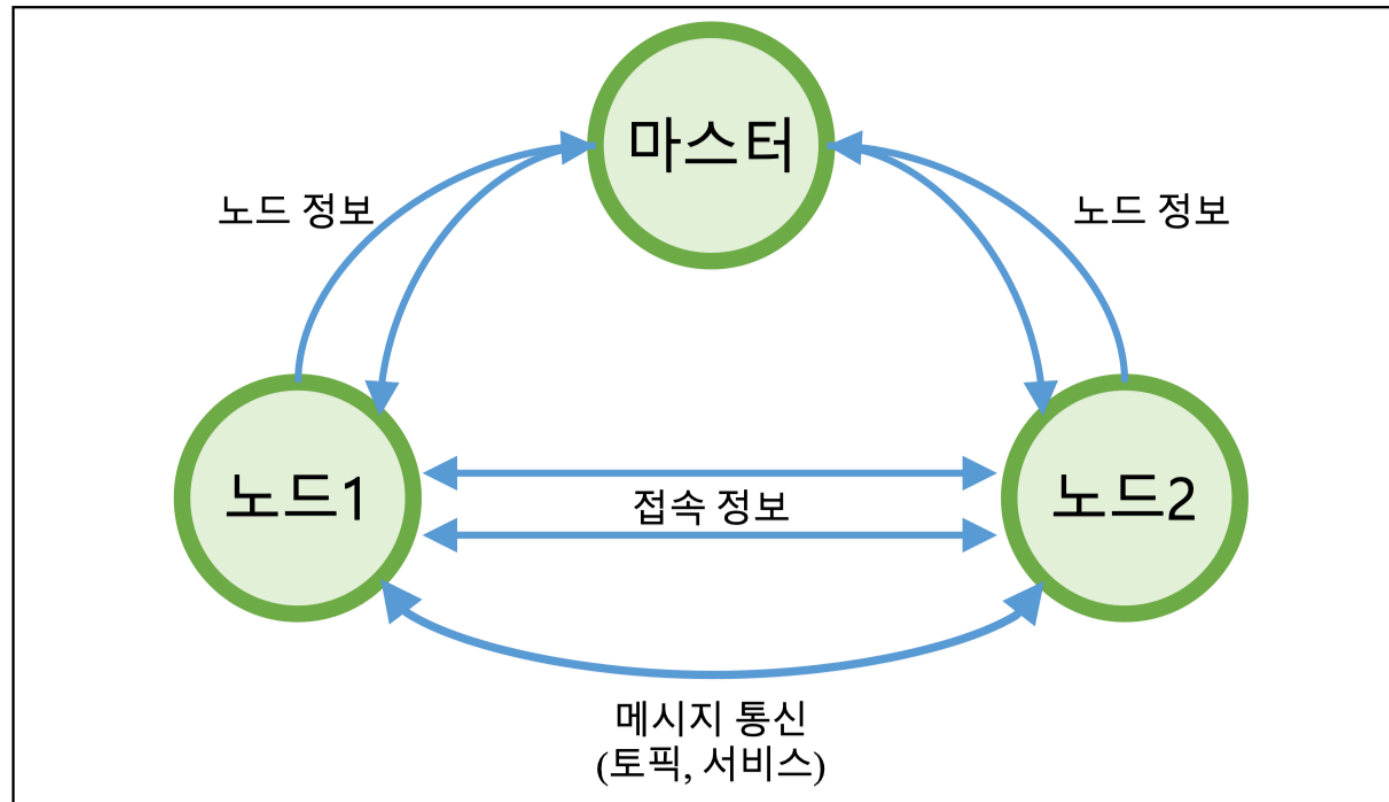 마스터
노드 정보
노드 정보
노드1
접속 정보
노드2
메시지 통신
(토픽, 서비스)